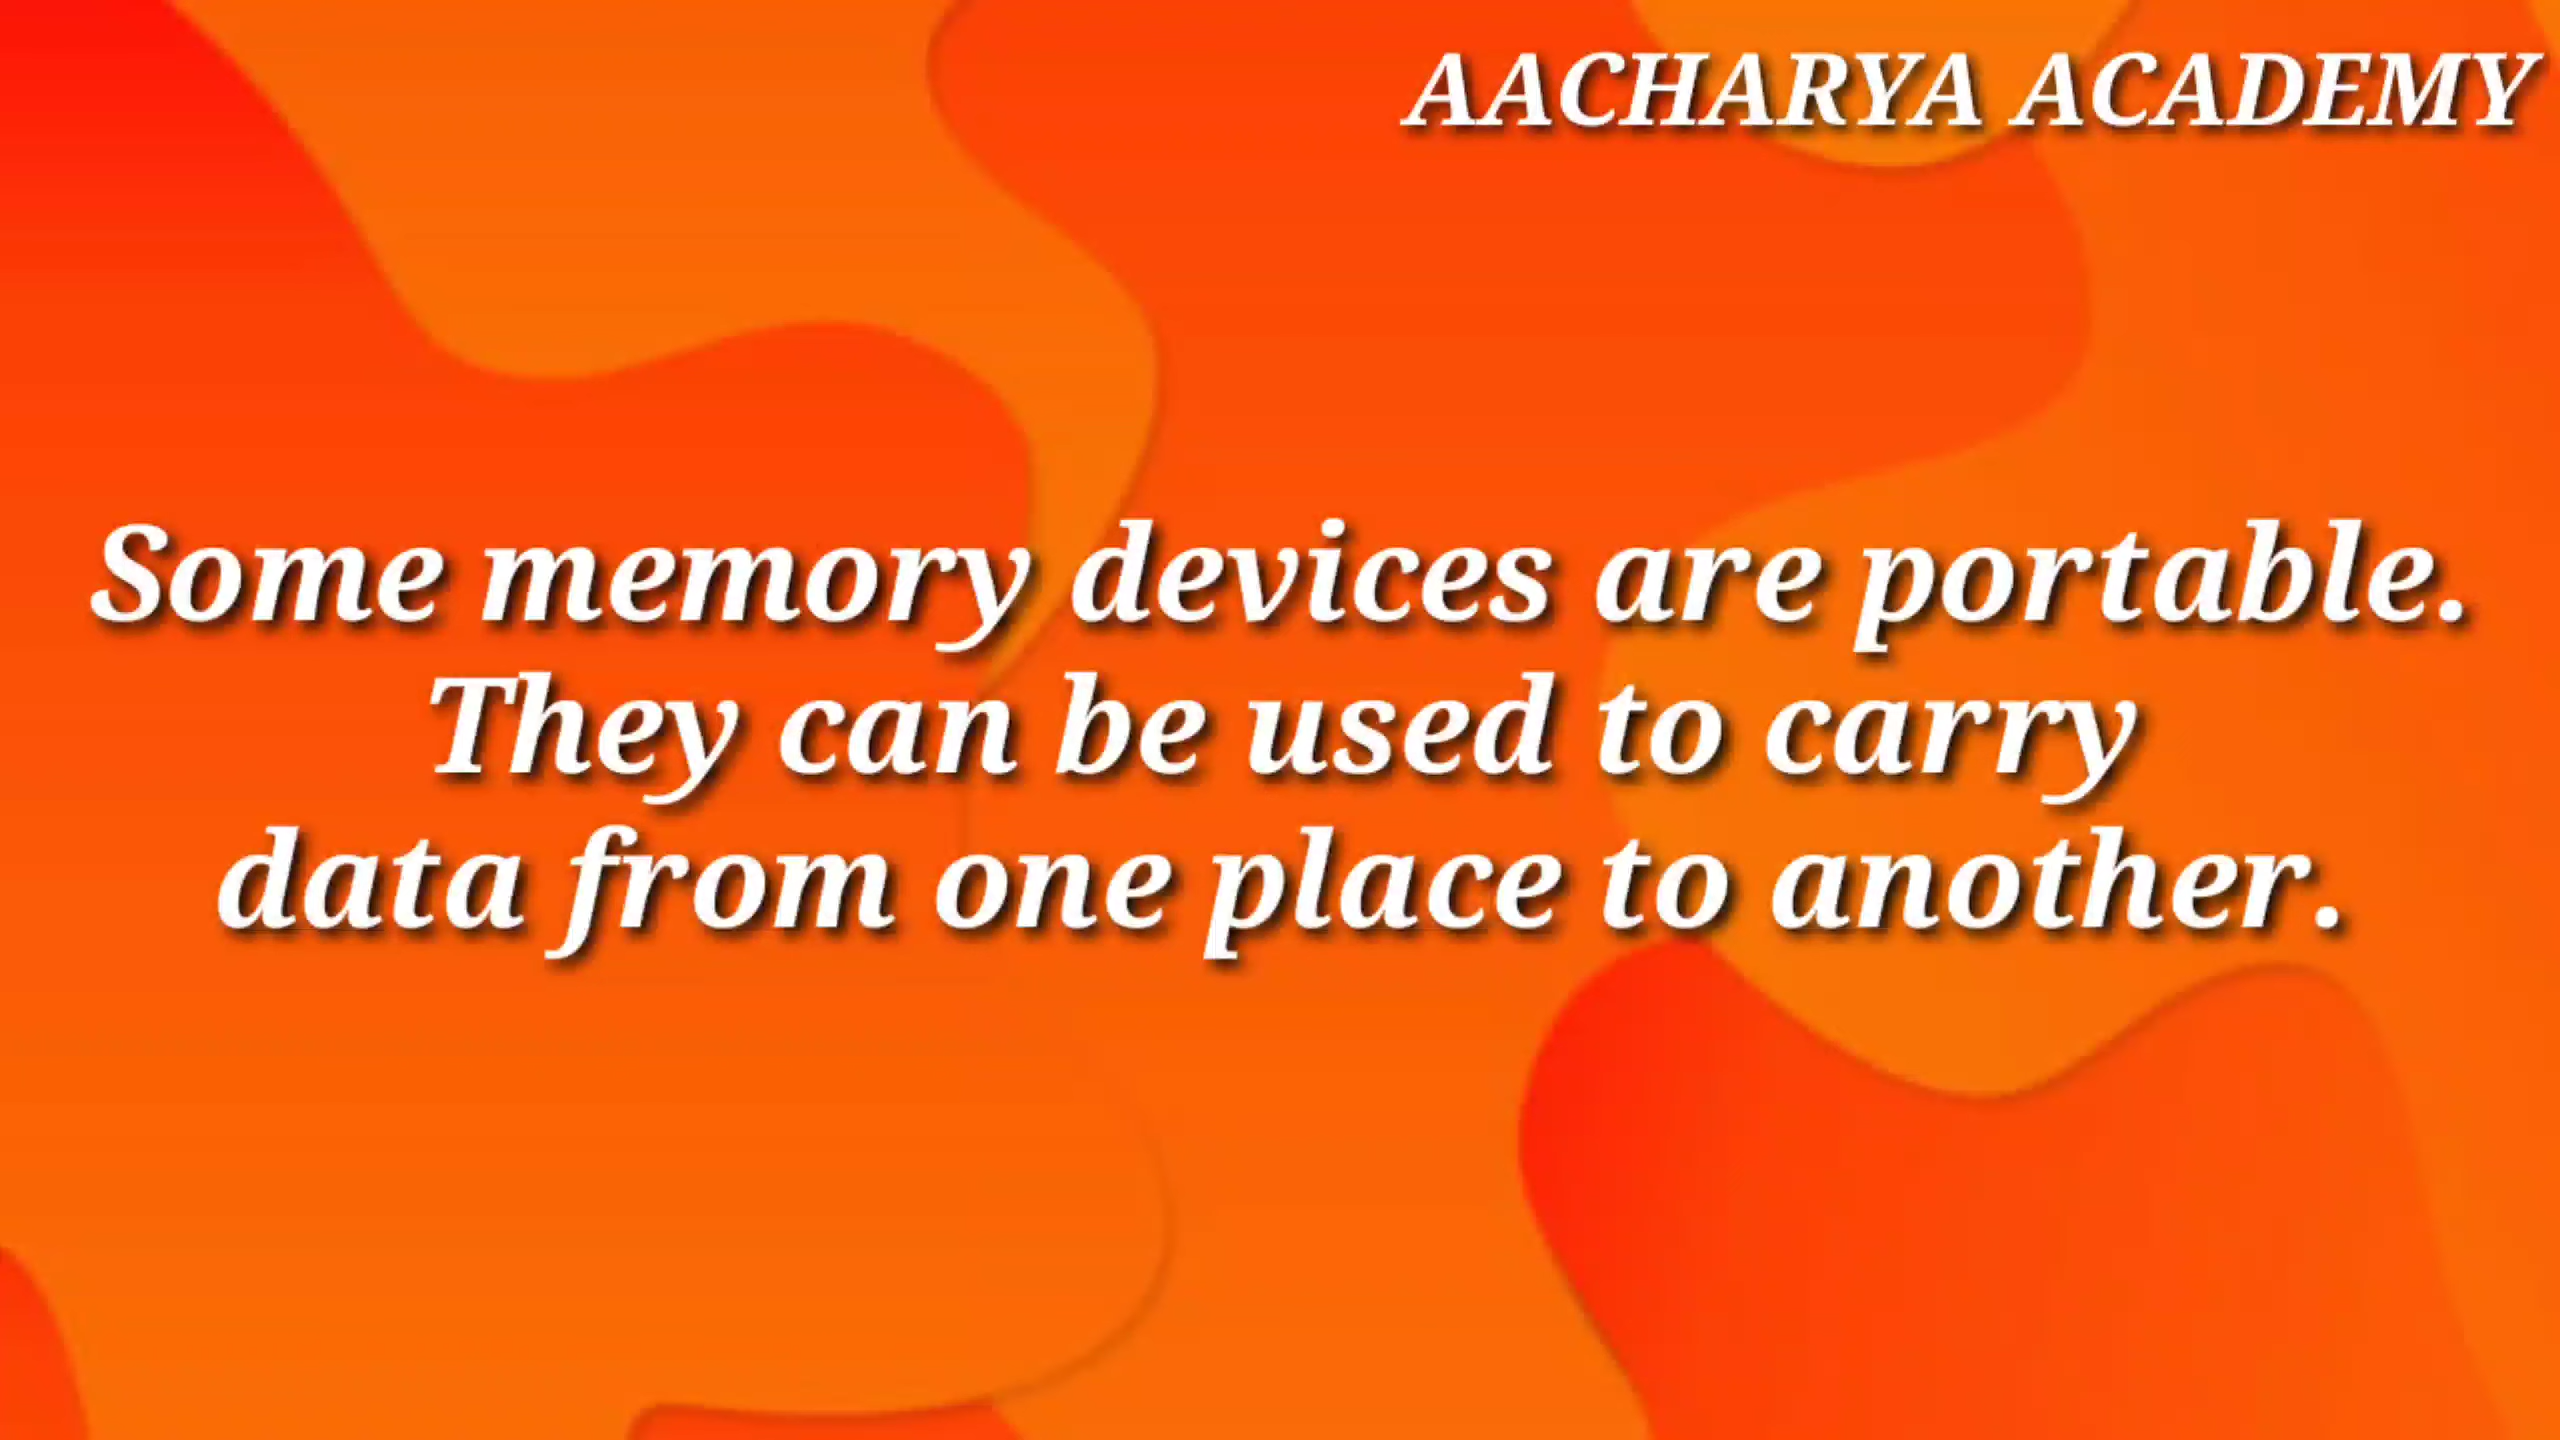 AACHARYA ACADEMY
Some memory devices are portable.
They can be used to carry
data from one place to another.